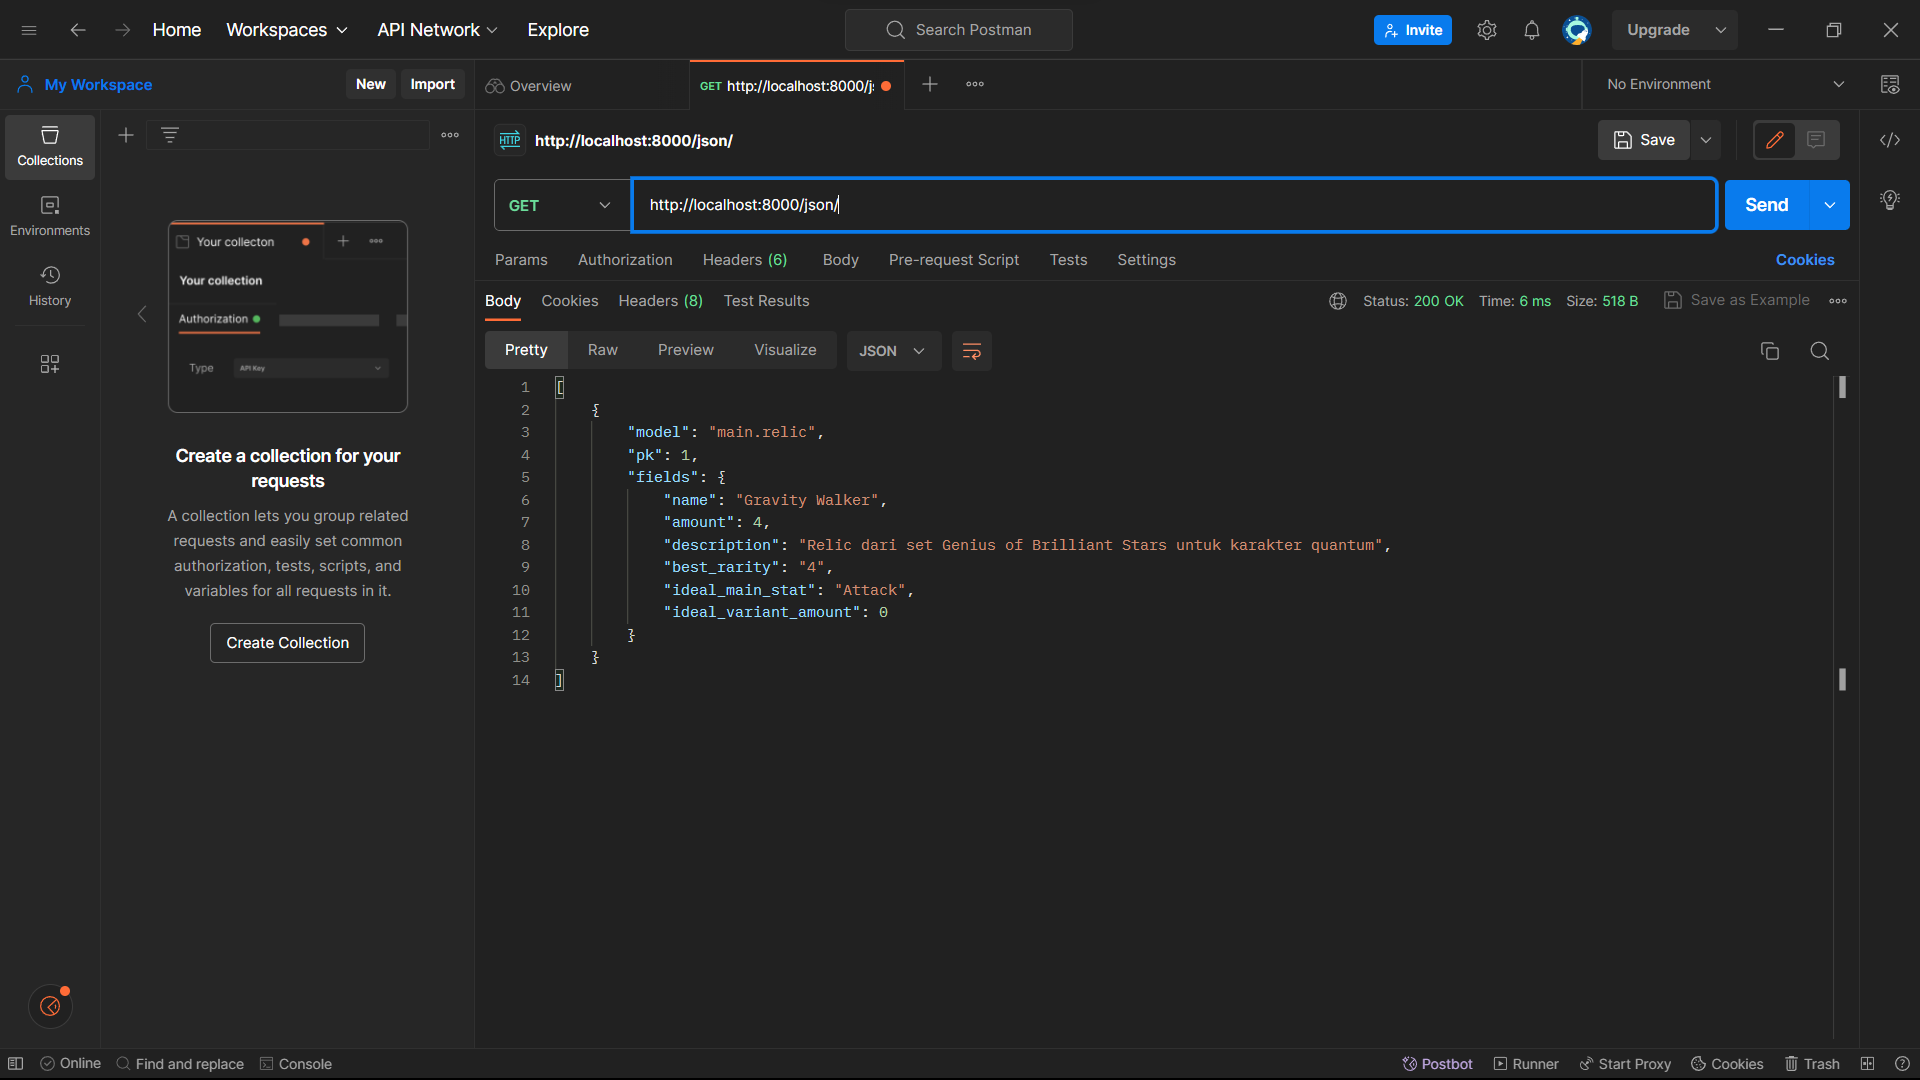 Home Workspaces API Network Explore Search Postman Invite Upgrade
My Workspace New Import Overview GET http://localhost:8000/js No Environment
Collections
Environments
History
Your collecton
Your collection
Authorization
Type API Key
Create a collection for your
requests
A collection lets you group related
requests and easily set common
authorization, tests, scripts, and
variables for all requests in it.
Create Collection
HTTP http://localhost:8000/json/ Save
GET http://localhost:8000/json/ Send
Params Authorization Headers (6) Body Pre-request Script Tests Settings Cookies
Body Cookies Headers (8) Test Results Status: 200 OK Time: 6 ms Size: 518 B Save as Example
Pretty Raw Preview Visualize JSON
1 [
2 {
3 "model": "main.relic",
4 "pk": 1,
5 "fields": {
6 "name": "Gravity Walker",
7 "amount": 4,
8 "description": "Relic dari set Genius of Brilliant Stars untuk karakter quantum",
9 "best_rarity": "4",
10 "ideal_main_stat": "Attack",
11 "ideal_variant_amount": 0
12 }
13 }
14 ]
Online Find and replace Console Postbot Runner Start Proxy Cookies Trash